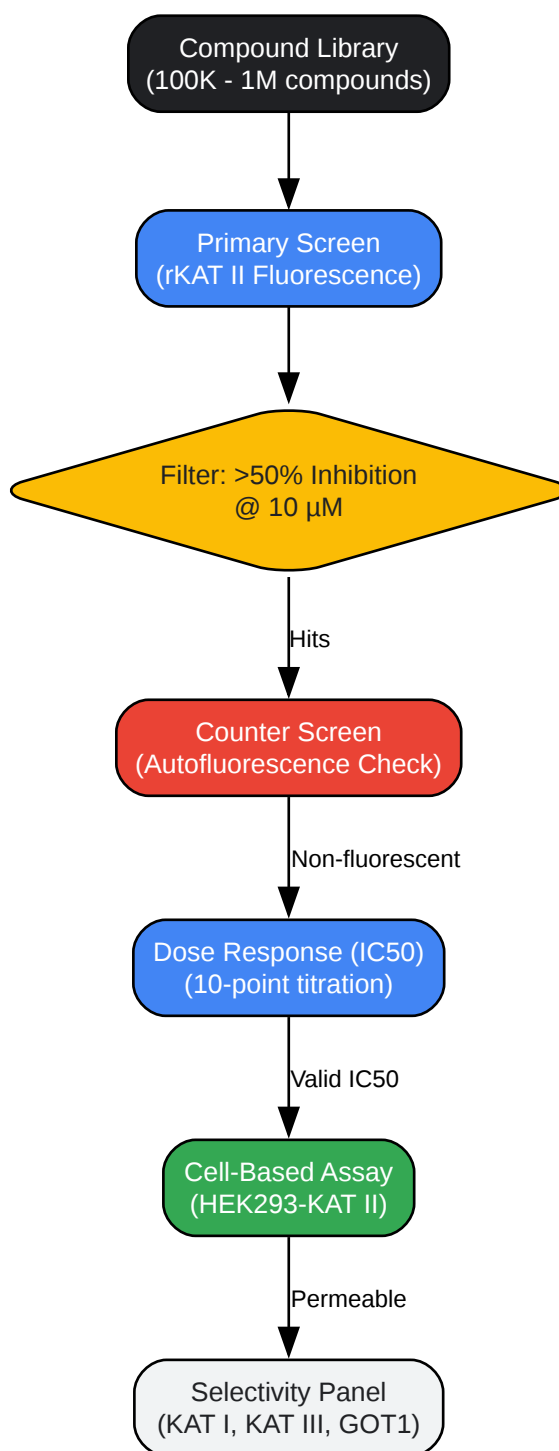 Compound Library
(100K - 1M compounds)
Primary Screen
(rKAT II Fluorescence)
Filter: >50% Inhibition
@ 10 µM
Hits
Counter Screen
(Autofluorescence Check)
Non-fluorescent
Dose Response (IC50)
(10-point titration)
Valid IC50
Cell-Based Assay
(HEK293-KAT II)
Permeable
Selectivity Panel
(KAT I, KAT III, GOT1)